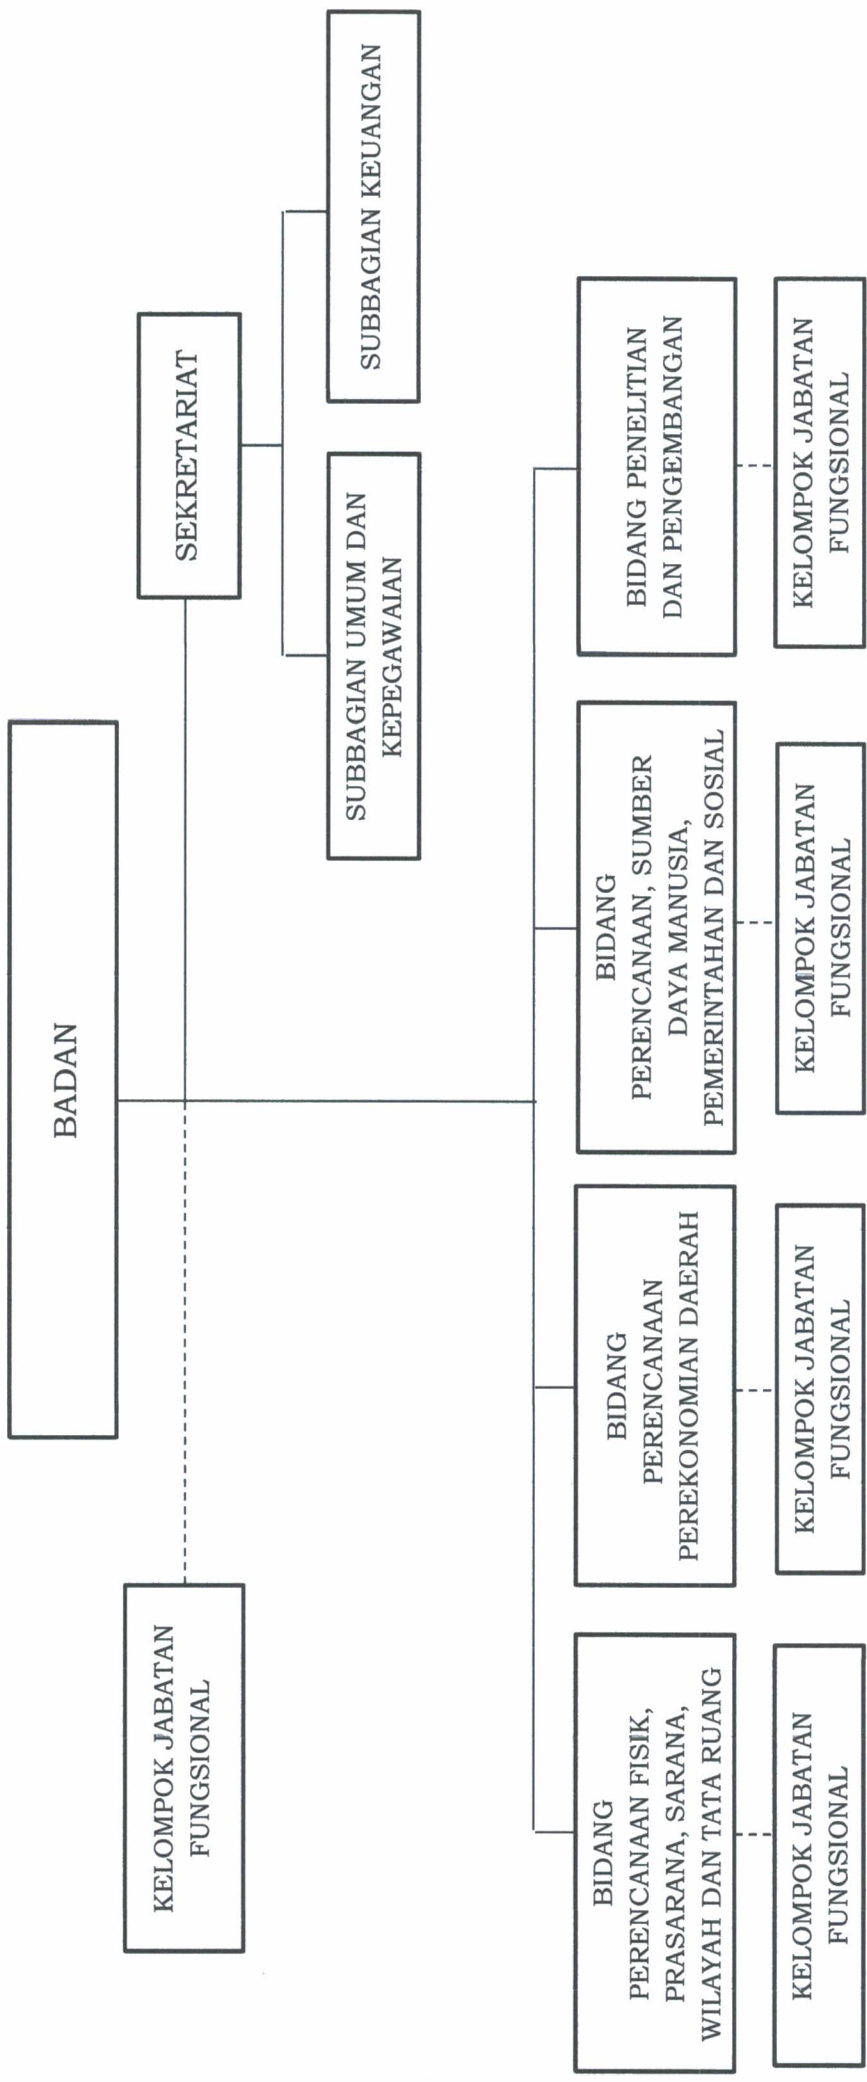 BADAN
KELOMPOK JABATAN
FUNGSIONAL
SEKRETARIAT
SUBBAGIAN UMUM DAN
KEPEGAWAIAN
SUBBAGIAN KEUANGAN
BIDANG
PERENCANAAN FISIK,
PRASARANA, SARANA,
WILAYAH DAN TATA RUANG
BIDANG
PERENCANAAN
PEREKONOMIAN DAERAH
BIDANG
PERENCANAAN, SUMBER
DAYA MANUSIA,
PEMERINTAHAN DAN SOSIAL
BIDANG PENELITIAN
DAN PENGEMBANGAN
KELOMPOK JABATAN
FUNGSIONAL
KELOMPOK JABATAN
FUNGSIONAL
KELOMPOK JABATAN
FUNGSIONAL
KELOMPOK JABATAN
FUNGSIONAL